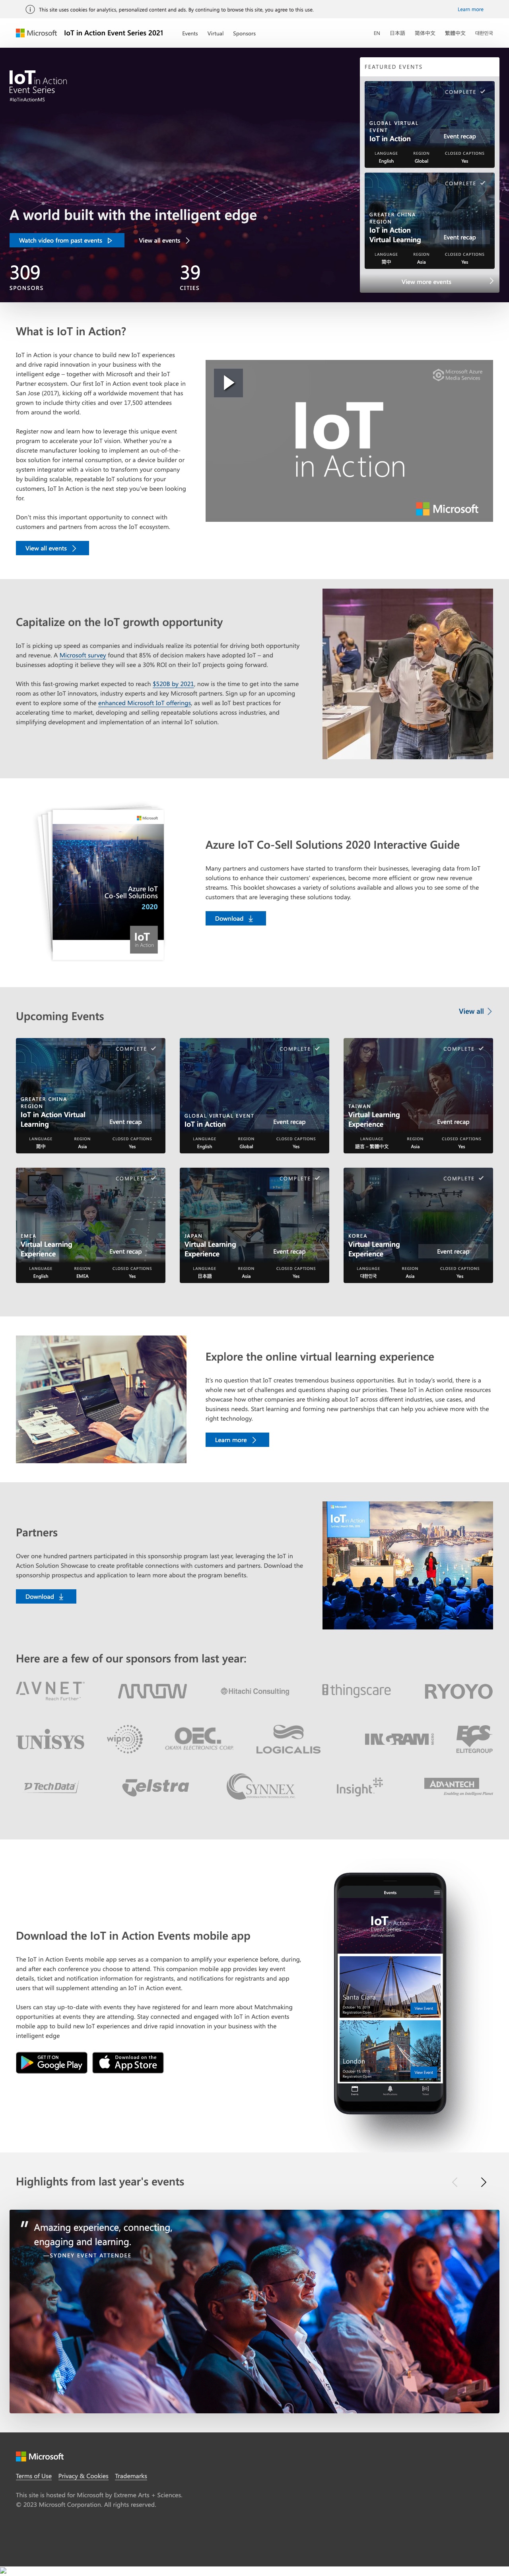 This site uses cookies for analytics, personalized content and ads. By continuing to browse this site, you agree to this use.
Learn more
Microsoft
IoT in Action Event Series 2021
Events
Virtual
Sponsors
EN
日本語
简体中文
繁體中文
대한민국
IoT in Action
Event Series
#IoTinActionMS
A world built with the intelligent edge
Watch video from past events
View all events
309
SPONSORS
39
CITIES
FEATURED EVENTS
COMPLETE
GLOBAL VIRTUAL
EVENT
IoT in Action
Event recap
LANGUAGE REGION CLOSED CAPTIONS
English Global Yes
COMPLETE
GREATER CHINA
REGION
IoT in Action
Virtual Learning
Event recap
LANGUAGE REGION CLOSED CAPTIONS
简中 Asia Yes
View more events
What is IoT in Action?
IoT in Action is your chance to build new IoT experiences
and drive rapid innovation in your business with the
intelligent edge – together with Microsoft and their IoT
Partner ecosystem. Our first IoT in Action event took place in
San Jose (2017), kicking off a worldwide movement that has
grown to include thirty cities and over 17,500 attendees
from around the world.
Register now and learn how to leverage this unique event
program to accelerate your IoT vision. Whether you're a
discrete manufacturer looking to implement an out-of-the-
box solution for internal consumption, or a device builder or
system integrator with a vision to transform your company
by building scalable, repeatable IoT solutions for your
customers, IoT In Action is the next step you've been looking
for.
Don't miss this important opportunity to connect with
customers and partners from across the IoT ecosystem.
View all events
Microsoft Azure
Media Services
IoT
in Action
Microsoft
Capitalize on the IoT growth opportunity
IoT is picking up speed as companies and individuals realize its potential for driving both opportunity
and revenue. A Microsoft survey found that 85% of decision makers have adopted IoT – and
businesses adopting it believe they will see a 30% ROI on their IoT projects going forward.
With this fast-growing market expected to reach $520B by 2021, now is the time to get into the same
room as other IoT innovators, industry experts and key Microsoft partners. Sign up for an upcoming
event to explore some of the enhanced Microsoft IoT offerings, as well as IoT best practices for
accelerating time to market, developing and selling repeatable solutions across industries, and
simplifying development and implementation of an internal IoT solution.
Microsoft
Azure IoT
Co-Sell Solutions
2020
IoT
in Action
Azure IoT Co-Sell Solutions 2020 Interactive Guide
Many partners and customers have started to transform their businesses, leveraging data from IoT
solutions to enhance their customers' experiences, become more efficient or grow new new revenue
streams. This booklet showcases a variety of solutions available and allows you to see some of the
customers that are leveraging these solutions today.
Download
Upcoming Events
View all
COMPLETE
GREATER CHINA
REGION
IoT in Action Virtual
Learning
Event recap
LANGUAGE REGION CLOSED CAPTIONS
简中 Asia Yes
COMPLETE
GLOBAL VIRTUAL EVENT
IoT in Action
Event recap
LANGUAGE REGION CLOSED CAPTIONS
English Global Yes
COMPLETE
TAIWAN
Virtual Learning
Experience
Event recap
LANGUAGE REGION CLOSED CAPTIONS
語言 – 繁體中文 Asia Yes
COMPLETE
EMEA
Virtual Learning
Experience
Event recap
LANGUAGE REGION CLOSED CAPTIONS
English EMEA Yes
COMPLETE
JAPAN
Virtual Learning
Experience
Event recap
LANGUAGE REGION CLOSED CAPTIONS
日本語 Asia Yes
COMPLETE
KOREA
Virtual Learning
Experience
Event recap
LANGUAGE REGION CLOSED CAPTIONS
대한민국 Asia Yes
Explore the online virtual learning experience
It's no question that IoT creates tremendous business opportunities. But in today's world, there is a
whole new set of challenges and questions shaping our priorities. These IoT in Action online resources
showcase how other companies are thinking about IoT across different industries, use cases, and
business needs. Start learning and forming new partnerships that can help you achieve more with the
right technology.
Learn more
Partners
Over one hundred partners participated in this sponsorship program last year, leveraging the IoT in
Action Solution Showcase to create profitable connections with customers and partners. Download the
sponsorship prospectus and application to learn more about the program benefits.
Download
Microsoft
IoT in Action
Here are a few of our sponsors from last year:
AVNET
Reach Further
ARROW
Hitachi Consulting
thingscare
RYOYO
UNISYS
wipro
OEC.
OKAYA ELECTRONICS CORP.
LOGICALIS
INGRAM
ECS
ELITEGROUP
TechData
Telstra
SYNNEX
Insight
ADVANTECH
Enabling an Intelligent Planet
Download the IoT in Action Events mobile app
The IoT in Action Events mobile app serves as a companion to amplify your experience before, during,
and after each conference you choose to attend. This companion mobile app provides key event
details, ticket and notification information for registrants, and notifications for registrants and app
users that will supplement attending an IoT in Action event.
Users can stay up-to-date with events they have registered for and learn more about Matchmaking
opportunities at events they are attending. Stay connected and engaged with IoT in Action events
mobile app to build new IoT experiences and drive rapid innovation in your business with the
intelligent edge
GET IT ON
Google Play
Download on the
App Store
Events
IoT in Action
Event Series
#IoTinActionMS
Santa Clara
October 10, 2019
Registration Open
View Event
London
Registration Open
View Event
Highlights from last year's events
" Amazing experience, connecting,
engaging and learning.
—SYDNEY EVENT ATTENDEE
Microsoft
Terms of Use
Privacy & Cookies
Trademarks
This site is hosted for Microsoft by Extreme Arts + Sciences.
© 2023 Microsoft Corporation. All rights reserved.